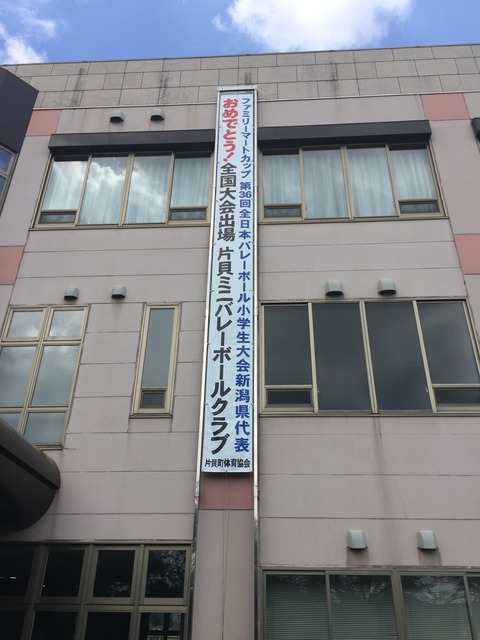 ファミリーマートカップ 第36回全日本バレーボール小学生大会新潟県代表
おめでとう!全国大会出場 片貝ミニバレーボールクラブ
片貝町体育協会